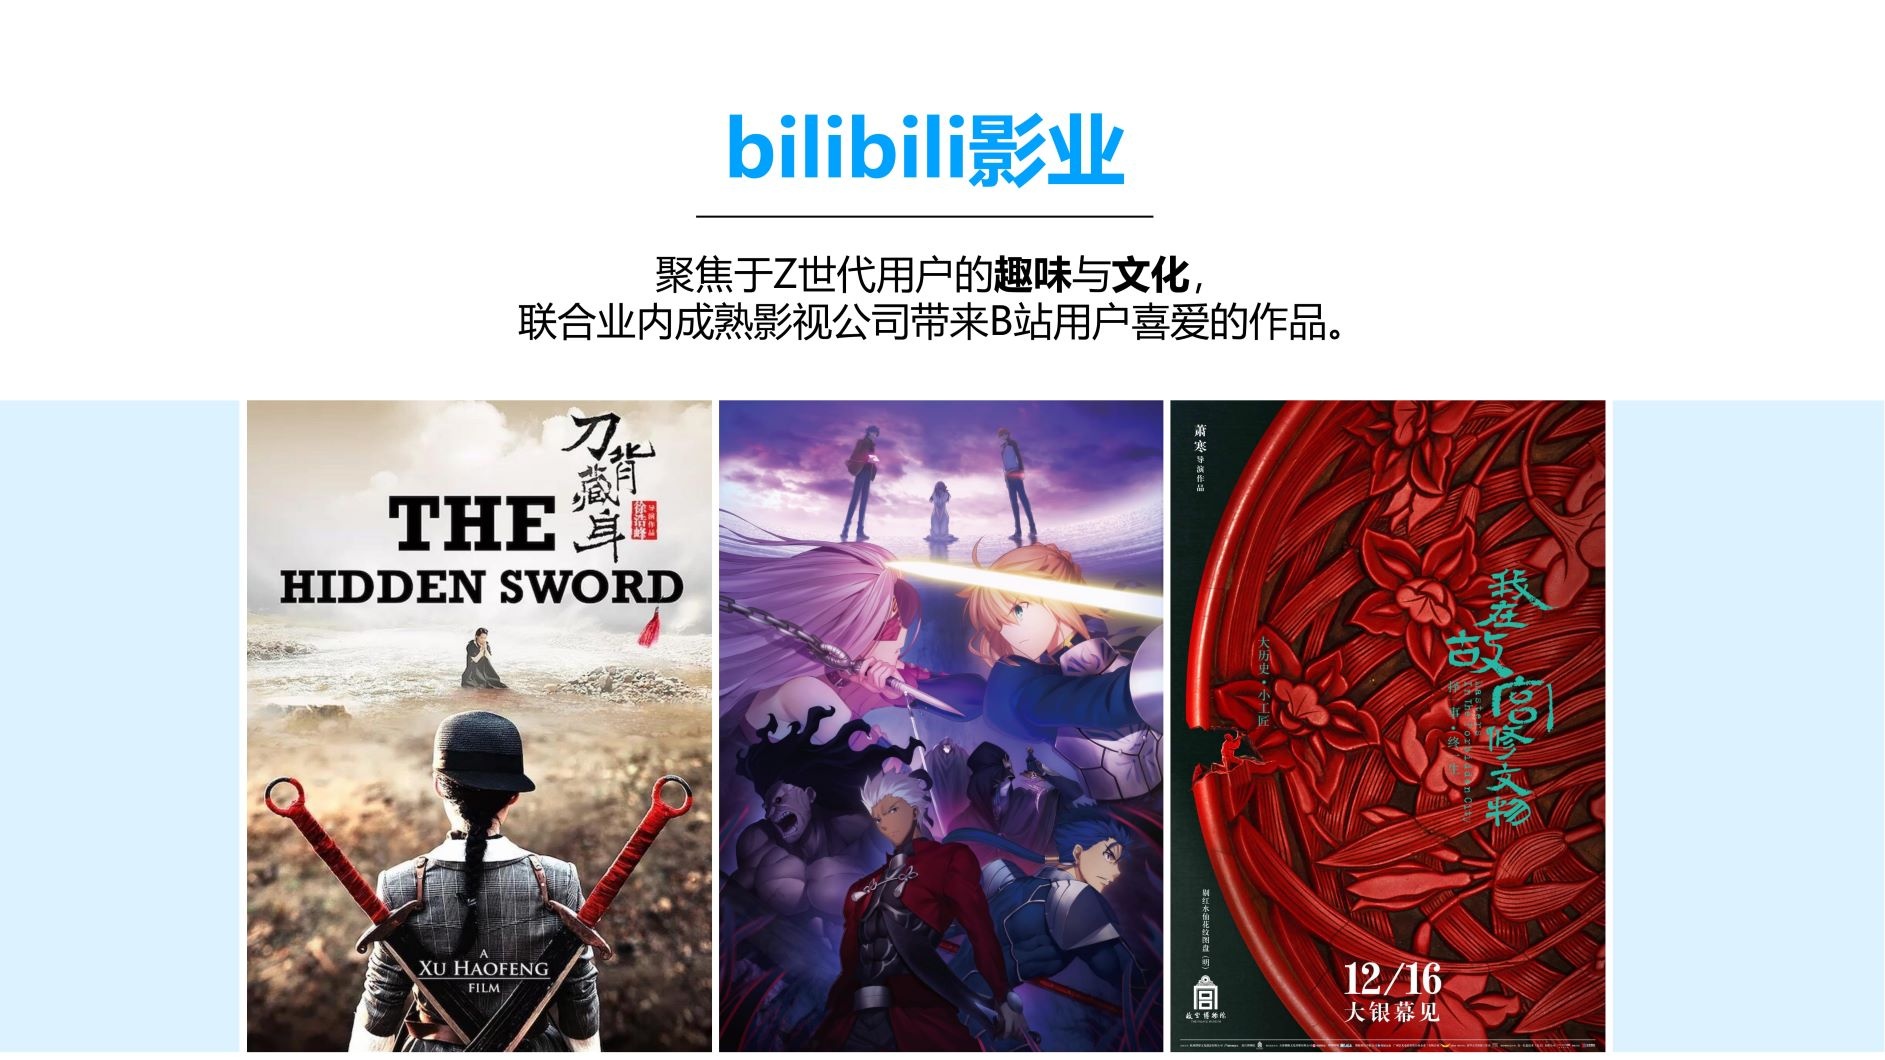 bilibili影业
聚焦于Z世代用户的趣味与文化，
联合业内成熟影视公司带来B站用户喜爱的作品。
刀背藏身
徐浩峰
导演作品
THE
HIDDEN SWORD
A
XU HAOFENG
FILM
萧寒导演作品
我在故宫修文物
择一事·终一生
大历史·小工匠
剔红水仙花纹图盘（明）
故宫博物院
12/16
大银幕见